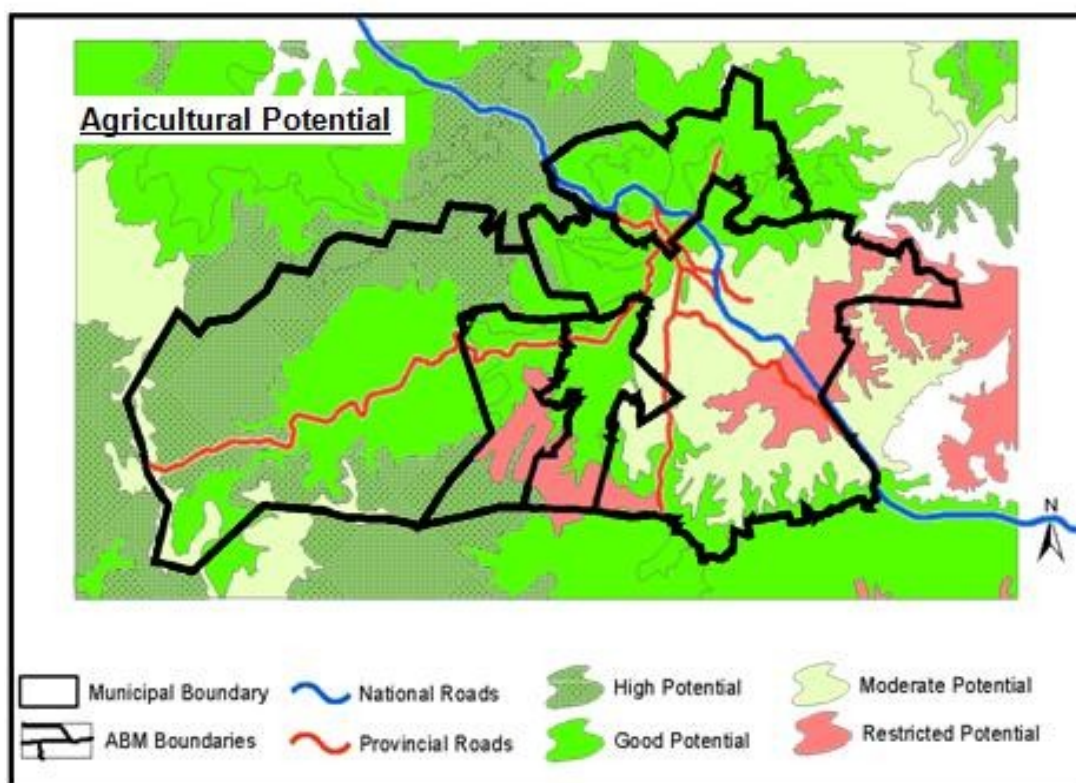 Agricultural Potential
N
Municipal Boundary
National Roads
High Potential
Moderate Potential
ABM Boundaries
Provincial Roads
Good Potential
Restricted Potential